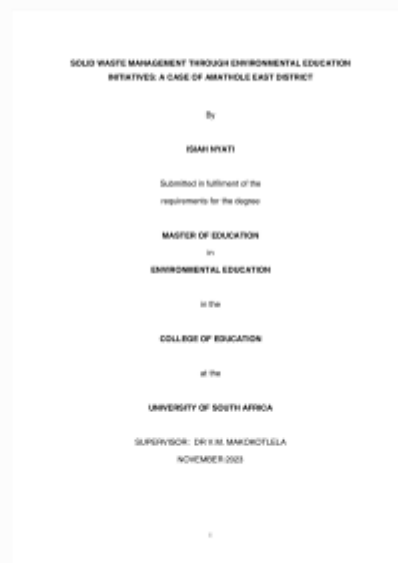 SOLID WASTE MANAGEMENT THROUGH ENVIRONMENTAL EDUCATION
INITIATIVES: A CASE OF AMATHOLE EAST DISTRICT
By
ISIAH NYATI
Submitted in fulfilment of the
requirements for the degree
MASTER OF EDUCATION
in
ENVIRONMENTAL EDUCATION
in the
COLLEGE OF EDUCATION
at the
UNIVERSITY OF SOUTH AFRICA
SUPERVISOR: DR MAKOKOTLELA
NOVEMBER 2023